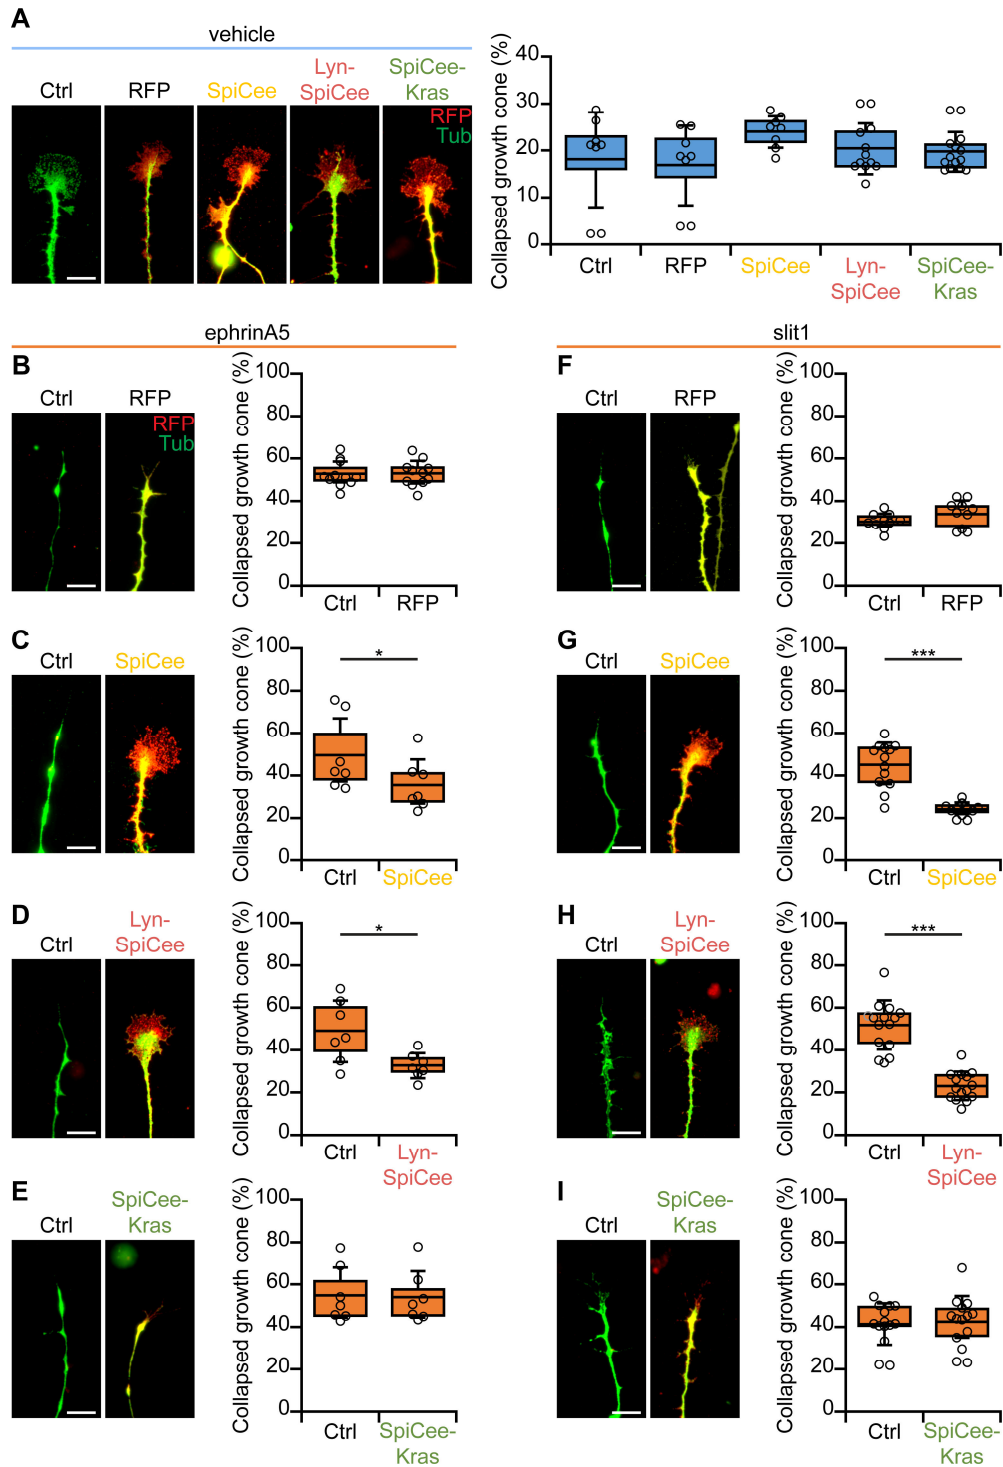 A
vehicle
Ctrl
RFP
SpiCee
Lyn-
SpiCee
SpiCee-
Kras
RFP
Tub
Collapsed growth cone (%)
40
30
20
10
0
Ctrl
RFP
SpiCee
Lyn-
SpiCee
SpiCee-
Kras
ephrinA5
B
Ctrl
RFP
RFP
Tub
Collapsed growth cone (%)
100
80
60
40
20
0
Ctrl
RFP
C
Ctrl
SpiCee
Collapsed growth cone (%)
100
80
60
40
20
0
*
Ctrl
SpiCee
D
Ctrl
Lyn-
SpiCee
Collapsed growth cone (%)
100
80
60
40
20
0
*
Ctrl
Lyn-
SpiCee
E
Ctrl
SpiCee-
Kras
Collapsed growth cone (%)
100
80
60
40
20
0
Ctrl
SpiCee-
Kras
slit1
F
Ctrl
RFP
Collapsed growth cone (%)
100
80
60
40
20
0
Ctrl
RFP
G
Ctrl
SpiCee
Collapsed growth cone (%)
100
80
60
40
20
0
***
Ctrl
SpiCee
H
Ctrl
Lyn-
SpiCee
Collapsed growth cone (%)
100
80
60
40
20
0
***
Ctrl
Lyn-
SpiCee
I
Ctrl
SpiCee-
Kras
Collapsed growth cone (%)
100
80
60
40
20
0
Ctrl
SpiCee-
Kras